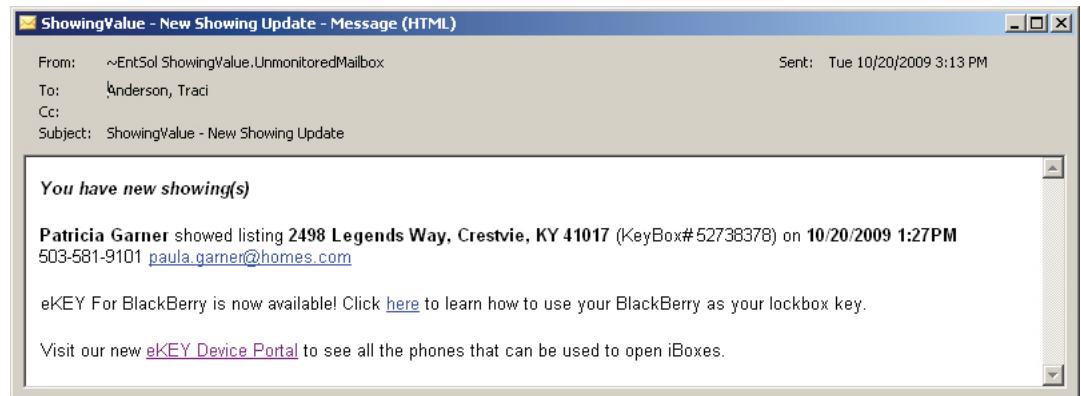 ShowingValue - New Showing Update - Message (HTML)
From: ~EntSol ShowingValue.UnmonitoredMailbox Sent: Tue 10/20/2009 3:13 PM
To: Anderson, Traci
Cc:
Subject: ShowingValue - New Showing Update
You have new showing(s)
Patricia Garner showed listing 2498 Legends Way, Crestvie, KY 41017 (KeyBox# 52738378) on 10/20/2009 1:27PM
503-581-9101 paula.garner@homes.com
eKEY For BlackBerry is now available! Click here to learn how to use your BlackBerry as your lockbox key.
Visit our new eKEY Device Portal to see all the phones that can be used to open iBoxes.